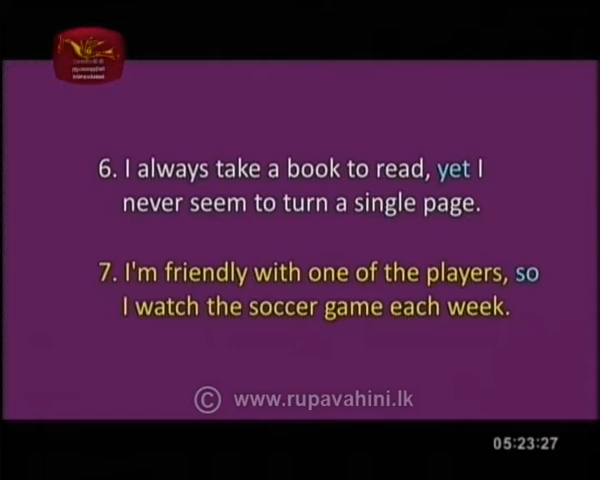 6. I always take a book to read, yet I
never seem to turn a single page.
7. I'm friendly with one of the players, so
I watch the soccer game each week.
© www.rupavahini.lk
05:23:27